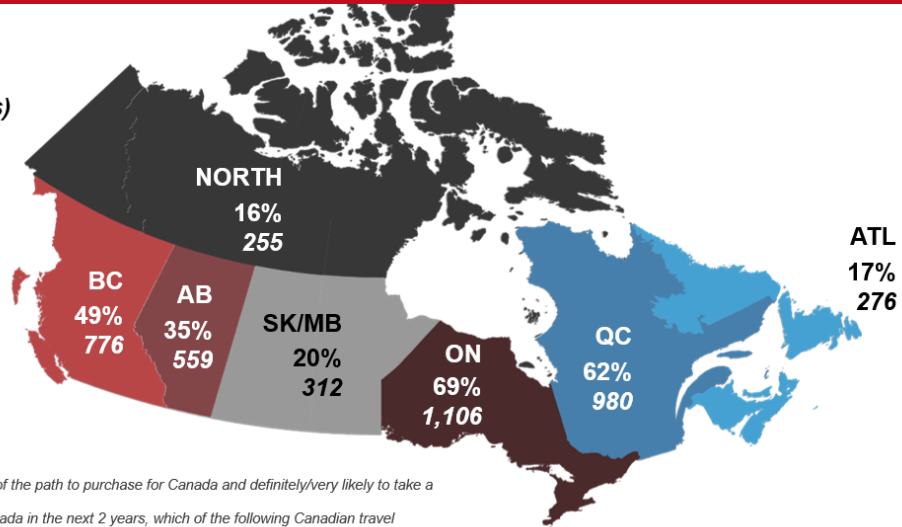 s)
NORTH
16%
255
ATL
17%
276
BC
49%
776
AB
35%
559
SK/MB
20%
312
ON
69%
1,106
QC
62%
980
of the path to purchase for Canada and definitely/very likely to take a
ada in the next 2 years, which of the following Canadian travel